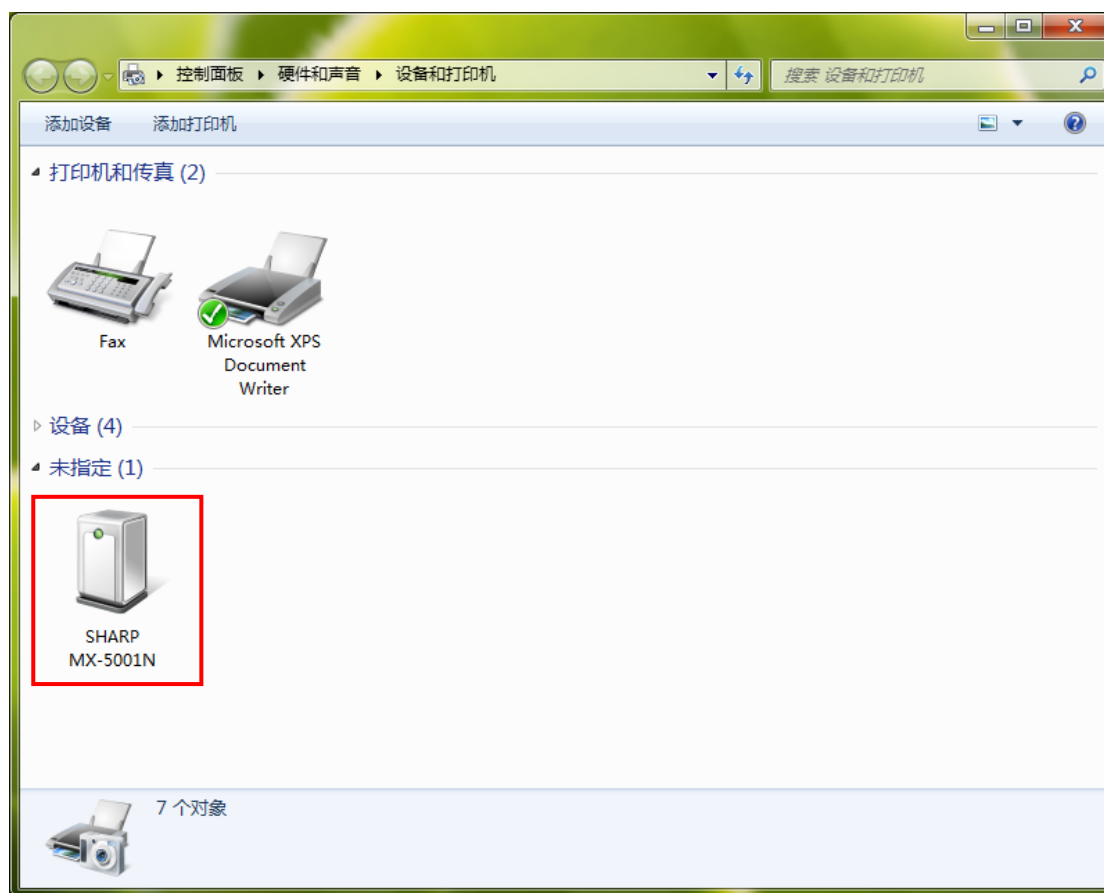 控制面板 ▸ 硬件和声音 ▸ 设备和打印机
搜索 设备和打印机
添加设备 添加打印机
打印机和传真 (2)
Fax
Microsoft XPS
Document
Writer
设备 (4)
未指定 (1)
SHARP
MX-5001N
7 个对象